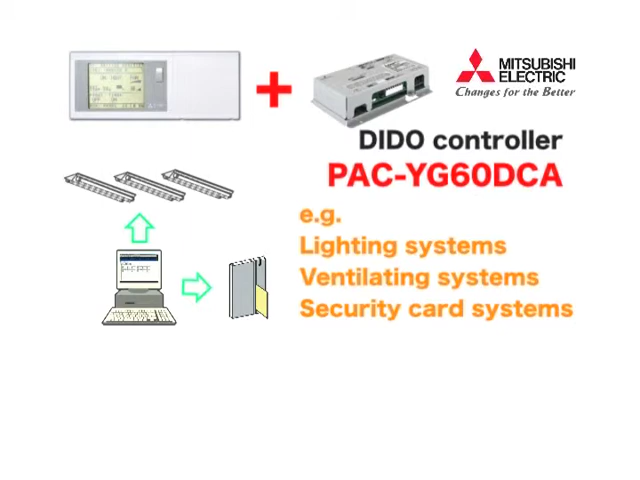 MITSUBISHI
ELECTRIC
Changes for the Better
DIDO controller
PAC-YG60DCA
e.g.
Lighting systems
Ventilating systems
Security card systems